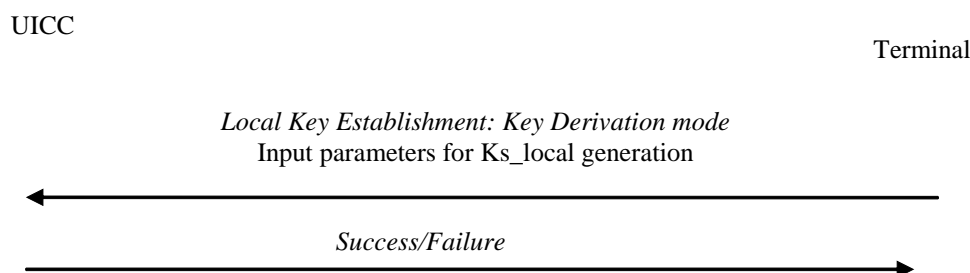 UICC
Terminal
Local Key Establishment: Key Derivation mode
Input parameters for Ks_local generation
Success/Failure